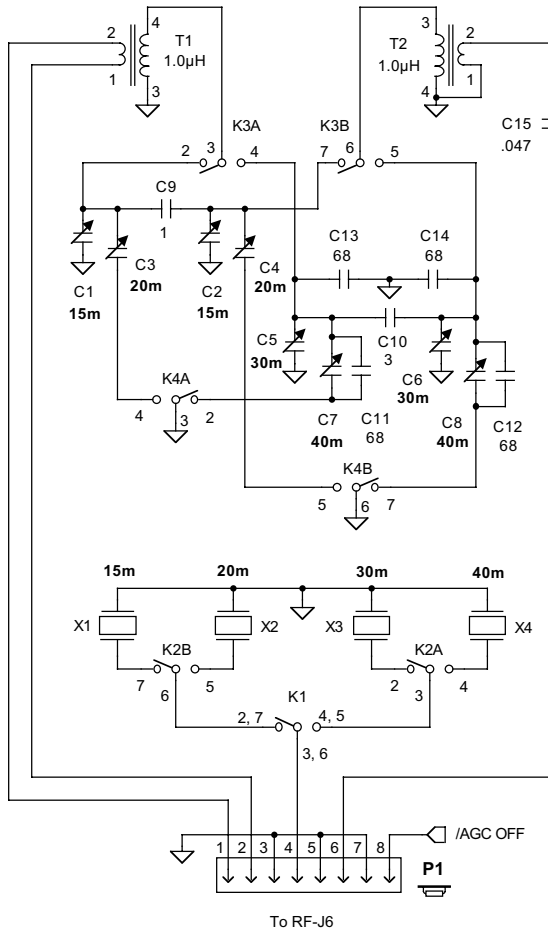 2
4
T1
1.0µH
1
3
3
T2
2
1.0µH
4
1
C15
.047
K3A
K3B
2
3
4
7
6
5
C9
1
C13
68
C14
68
C3
20m
C4
20m
C1
15m
C2
15m
C5
30m
C10
3
C6
30m
K4A
4
3
2
C7
40m
C11
68
C8
40m
C12
68
K4B
5
6
7
15m
20m
30m
40m
X1
X2
X3
X4
K2B
K2A
7
5
6
2
4
3
K1
2, 7
4, 5
3, 6
/AGC OFF
1
2
3
4
5
6
7
8
P1
To RF-J6